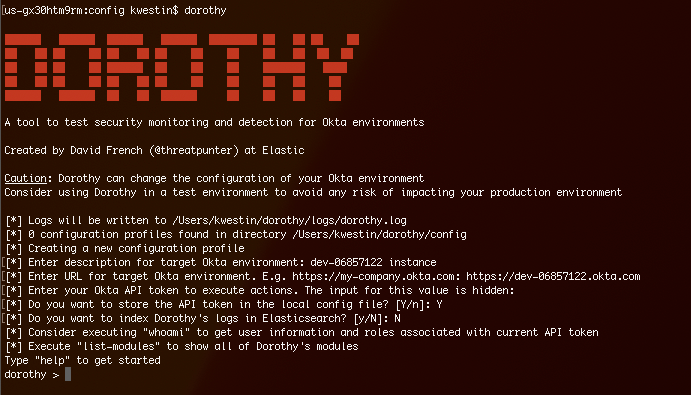 [us-gx30htm9rm:config kwestin$ dorothy
DOROTHY
A tool to test security monitoring and detection for Okta environments
Created by David French (@threatpunter) at Elastic
Caution: Dorothy can change the configuration of your Okta environment
Consider using Dorothy in a test environment to avoid any risk of impacting your production environment
[*] Logs will be written to /Users/kwestin/dorothy/logs/dorothy.log
[*] 0 configuration profiles found in directory /Users/kwestin/dorothy/config
[*] Creating a new configuration profile
[[*] Enter description for target Okta environment: dev-06857122 instance
[[*] Enter URL for target Okta environment. E.g. https://my-company.okta.com: https://dev-06857122.okta.com
[[*] Enter your Okta API token to execute actions. The input for this value is hidden:
[[*] Do you want to store the API token in the local config file? [Y/n]: Y
[[*] Do you want to index Dorothy's logs in Elasticsearch? [y/N]: N
[*] Consider executing "whoami" to get user information and roles associated with current API token
[*] Execute "list-modules" to show all of Dorothy's modules
Type "help" to get started
dorothy >